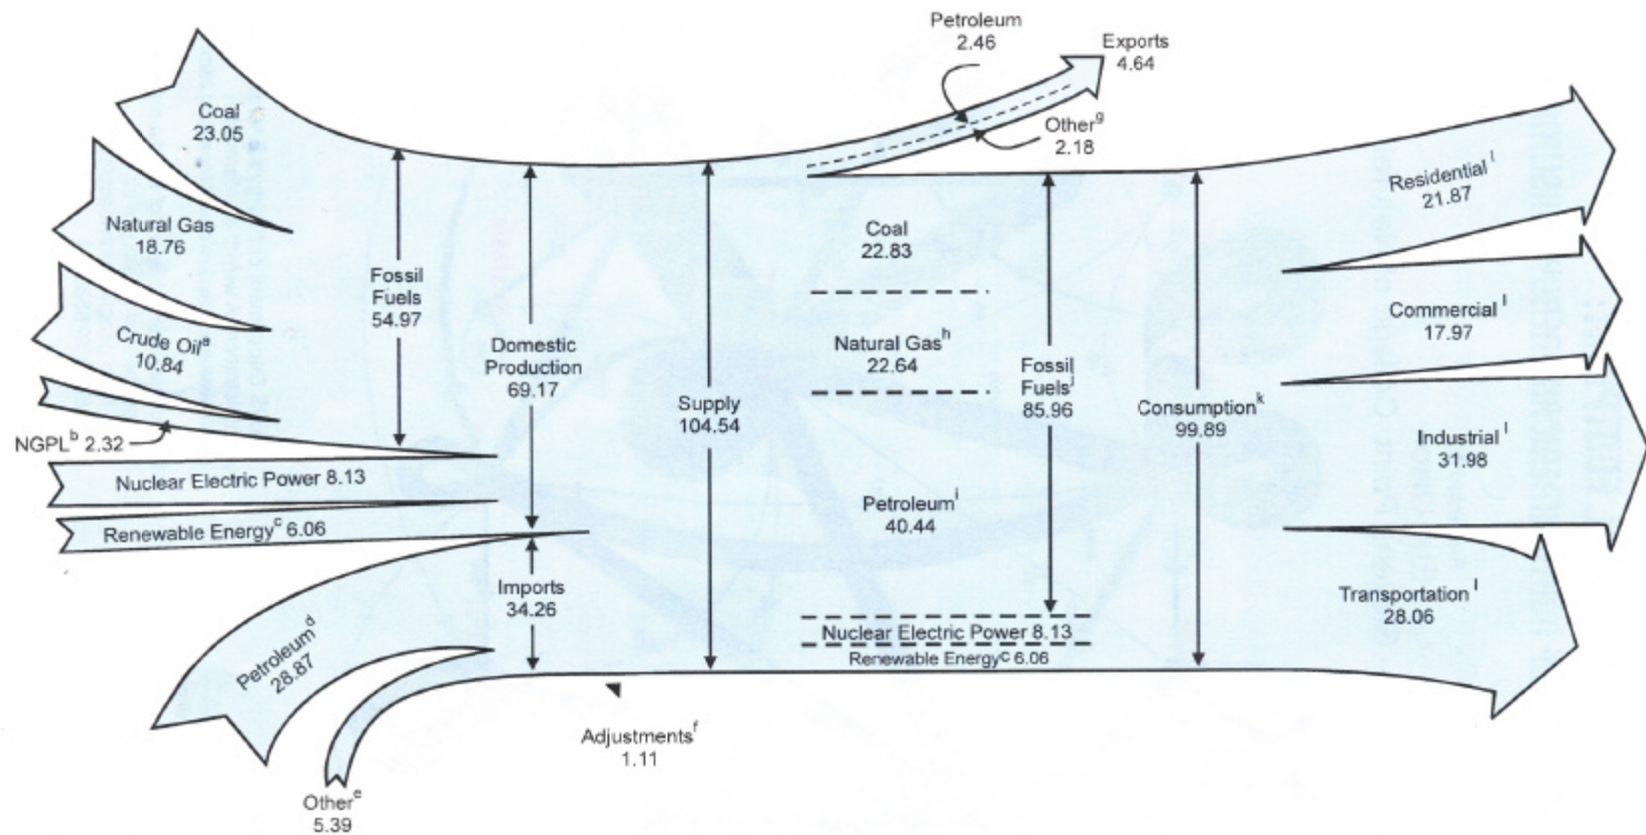 Petroleum
2.46
Exports
4.64
Other^g
2.18
Coal
23.05
Natural Gas
18.76
Crude Oil^a
10.84
NGPL^b 2.32
Nuclear Electric Power 8.13
Renewable Energy^c 6.06
Petroleum^d
28.87
Other^e
5.39
Fossil
Fuels
54.97
Domestic
Production
69.17
Imports
34.26
Adjustments^f
1.11
Supply
104.54
Coal
22.83
Natural Gas^h
22.64
Petroleum^i
40.44
Nuclear Electric Power 8.13
Renewable Energy^c 6.06
Fossil
Fuels^j
85.96
Consumption^k
99.89
Residential^l
21.87
Commercial^l
17.97
Industrial^l
31.98
Transportation^l
28.06